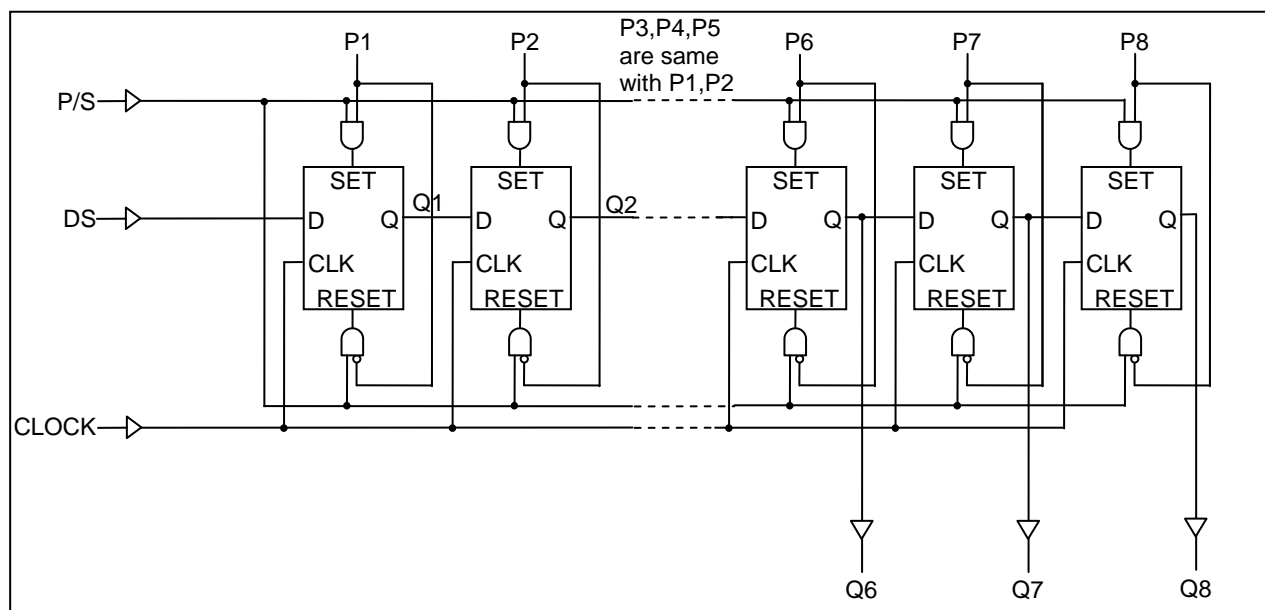 P1
P2
P3,P4,P5
are same
with P1,P2
P6
P7
P8
P/S
SET
SET
SET
SET
SET
DS
D
Q
Q1
D
Q
Q2
D
Q
D
Q
D
Q
CLK
CLK
CLK
CLK
CLK
RESET
RESET
RESET
RESET
RESET
CLOCK
Q6
Q7
Q8